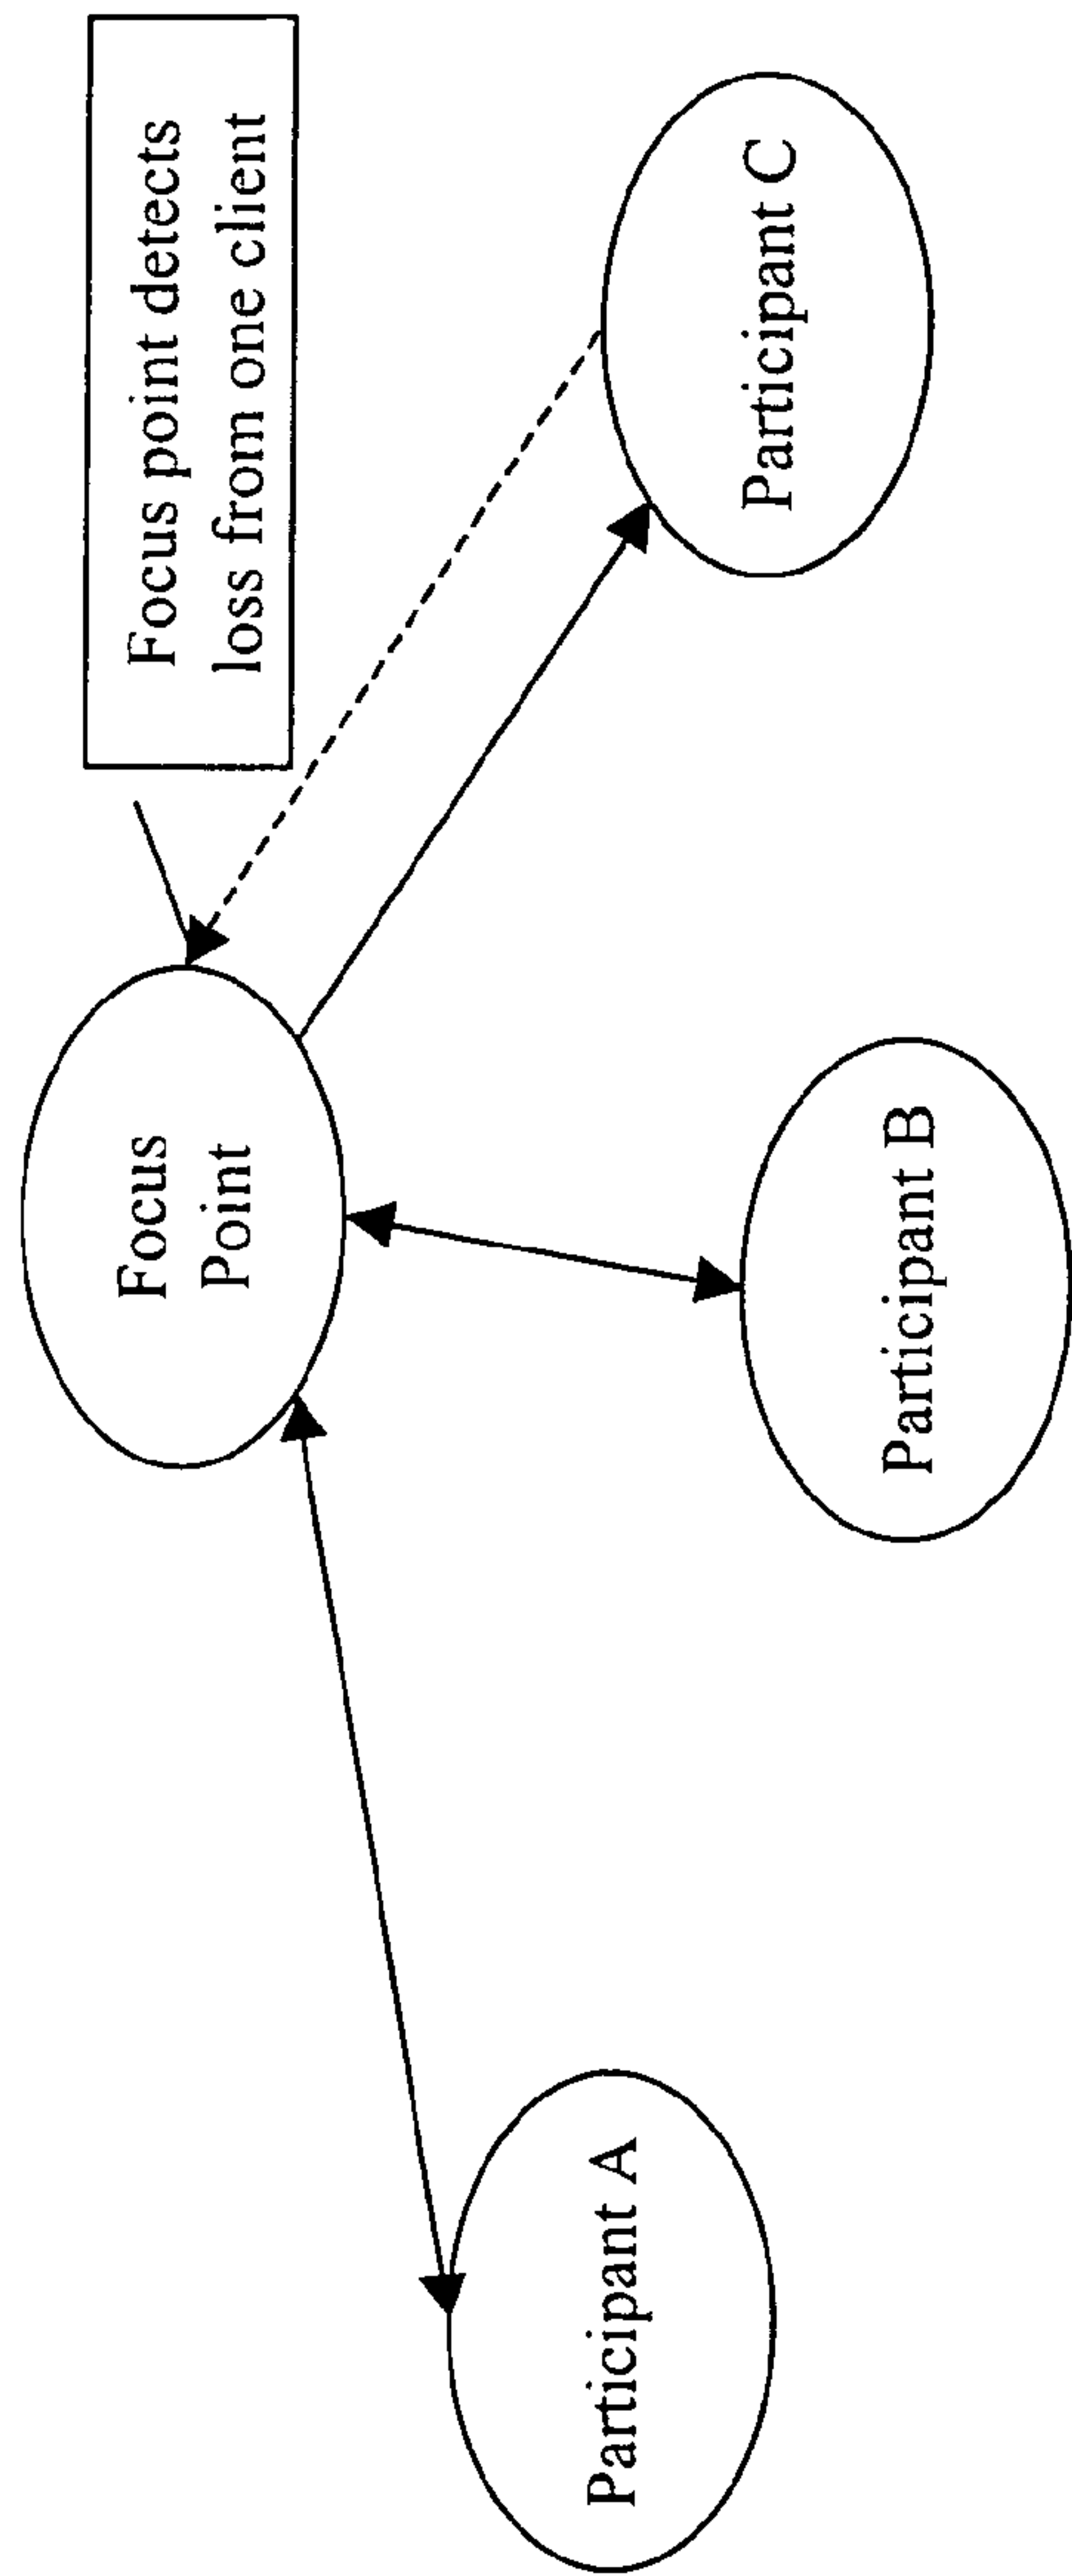 Focus point detects
loss from one client
Focus
Point
Participant A
Participant B
Participant C